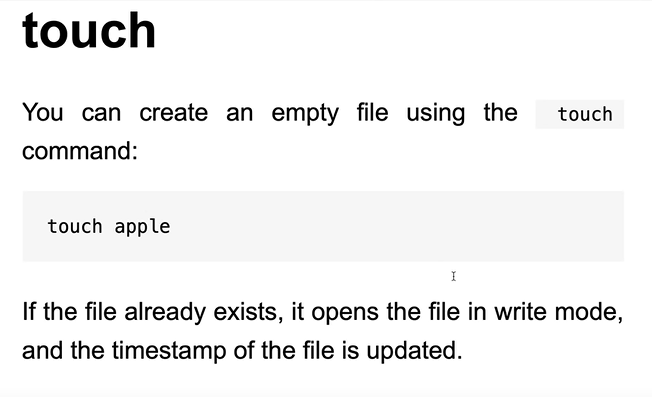 touch
You can create an empty file using the touch
command:
touch apple
If the file already exists, it opens the file in write mode,
and the timestamp of the file is updated.